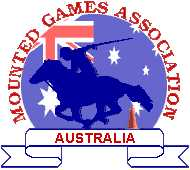 MOUNTED GAMES ASSOCIATION
AUSTRALIA